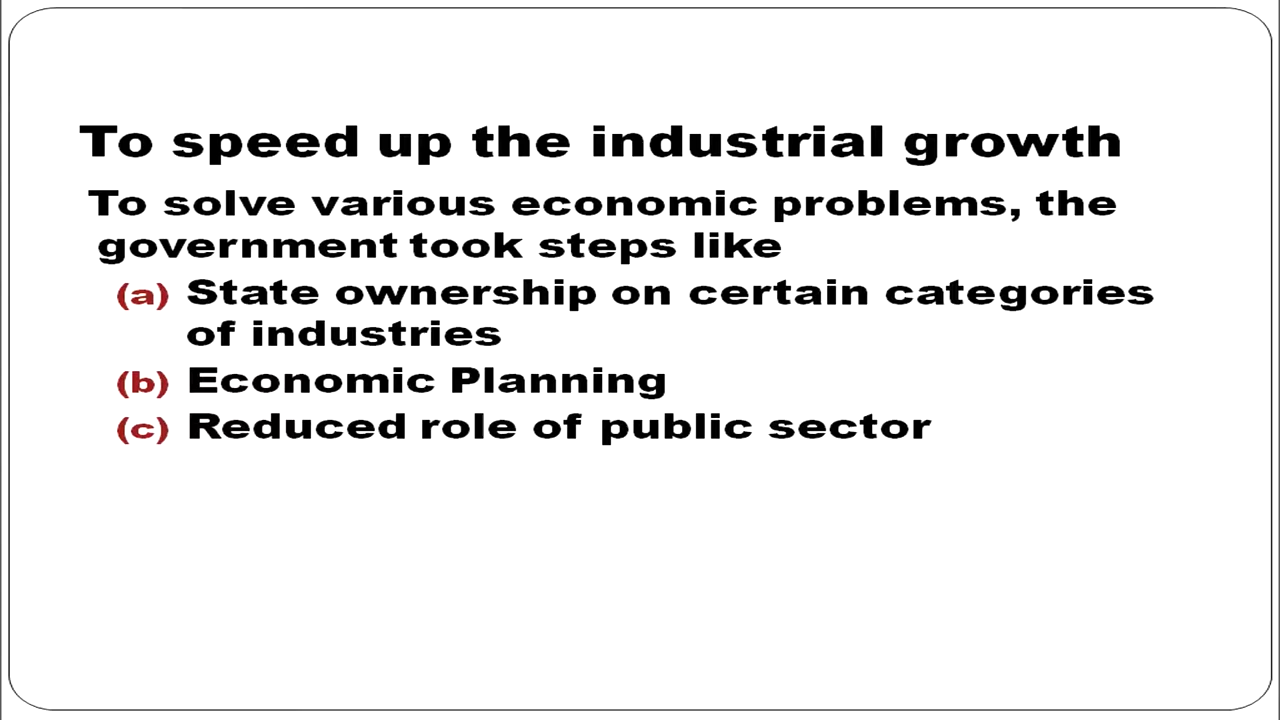 To speed up the industrial growth
To solve various economic problems, the
government took steps like
(a) State ownership on certain categories
of industries
(b) Economic Planning
(c) Reduced role of public sector